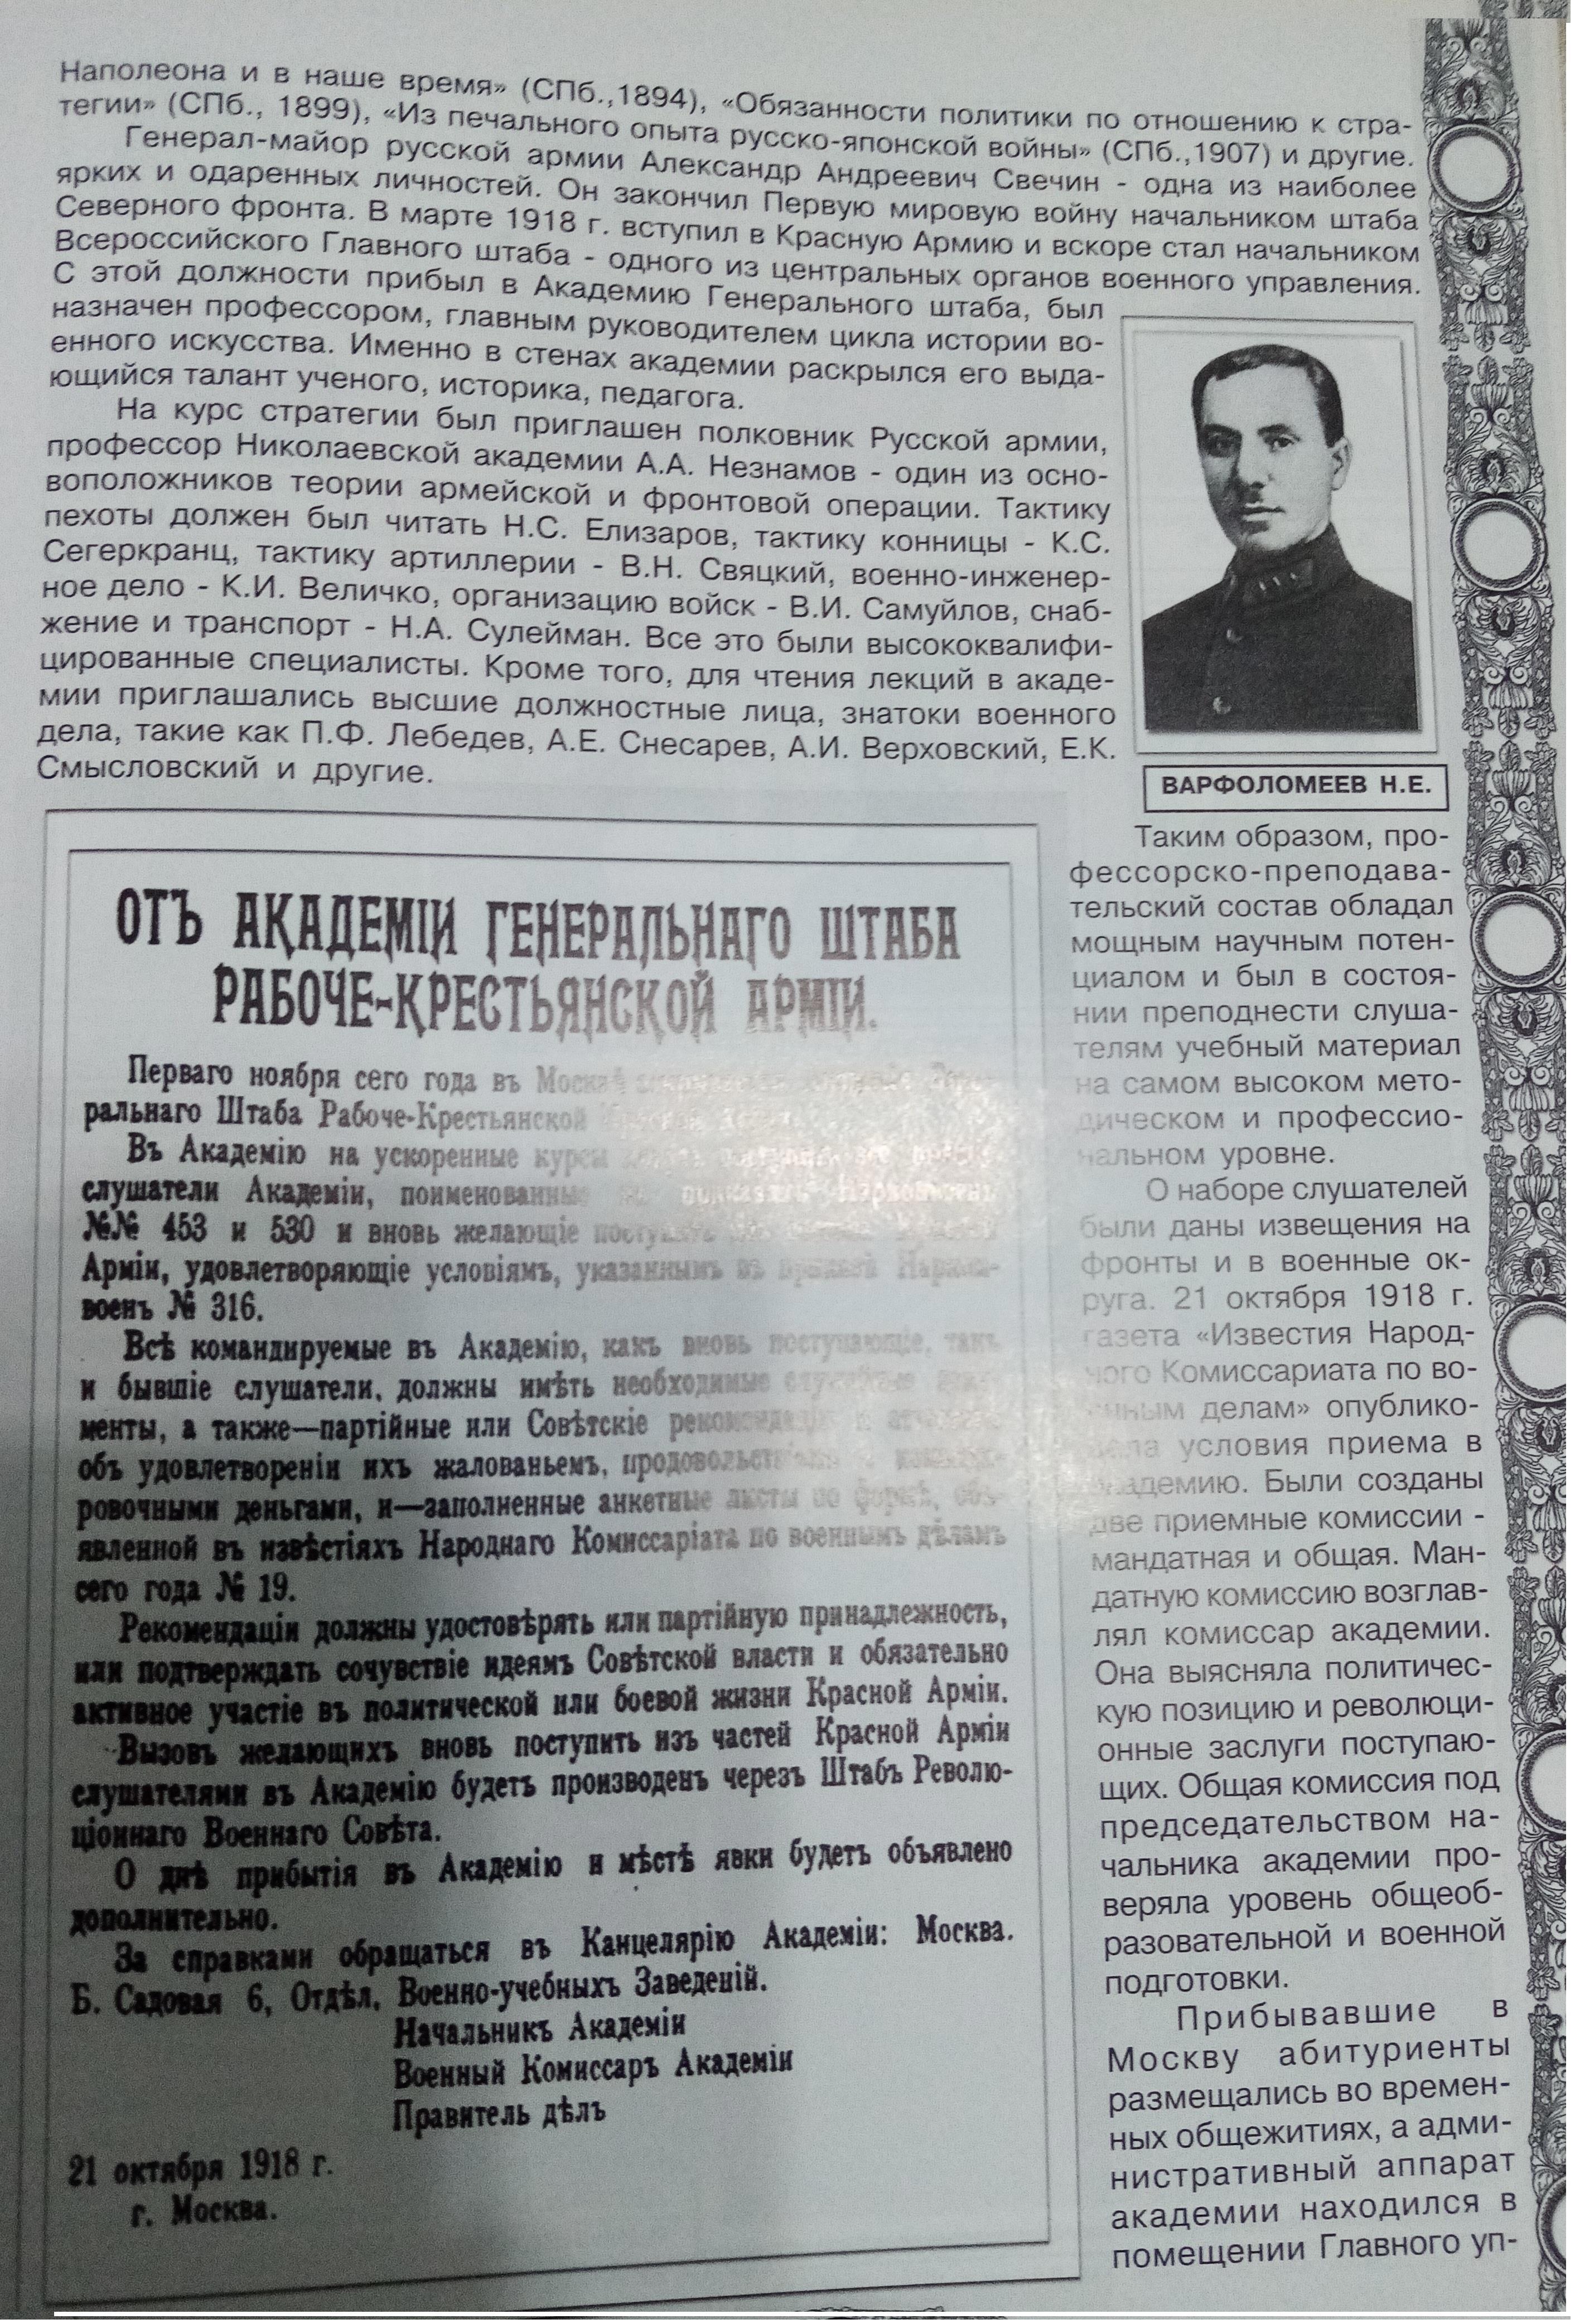 Наполеона и в наше время» (СПб.,1894), «Обязанности политики по отношению к стра-
тегии» (СПб., 1899), «Из печального опыта русско-японской войны» (СПб.,1907) и другие.
Генерал-майор русской армии Александр Андреевич Свечин - одна из наиболее
ярких и одаренных личностей. Он закончил Первую мировую войну начальником штаба
Северного фронта. В марте 1918 г. вступил в Красную Армию и вскоре стал начальником
Всероссийского Главного штаба - одного из центральных органов военного управления.
С этой должности прибыл в Академию Генерального штаба, был
назначен профессором, главным руководителем цикла истории во-
енного искусства. Именно в стенах академии раскрылся его выда-
ющийся талант ученого, историка, педагога.
На курс стратегии был приглашен полковник Русской армии,
профессор Николаевской академии А.А. Незнамов - один из осно-
воположников теории армейской и фронтовой операции. Тактику
пехоты должен был читать Н.С. Елизаров, тактику конницы - К.С.
Сегеркранц, тактику артиллерии - В.Н. Свяцкий, военно-инженер-
ное дело - К.И. Величко, организацию войск - В.И. Самуйлов, снаб-
жение и транспорт - Н.А. Сулейман. Все это были высококвалифи-
цированные специалисты. Кроме того, для чтения лекций в акаде-
мии приглашались высшие должностные лица, знатоки военного
дела, такие как П.Ф. Лебедев, А.Е. Снесарев, А.И. Верховский, Е.К.
Смысловский и другие.
ВАРФОЛОМЕЕВ Н.Е.
ОТЪ АКАДЕМІИ ГЕНЕРАЛЬНАГО ШТАБА
РАБОЧЕ-КРЕСТЬЯНСКОЙ АРМІИ.
Перваго ноября сего года въ Москвѣ
ральнаго Штаба Рабоче-Крестьянской
Въ Академію на ускоренные курсы
слушатели Академіи, поименованные
№№ 453 и 530 и вновь желающіе поступить
Арміи, удовлетворяющіе условіямъ, указаннымъ въ приказѣ Нарком-
военъ № 316.
Всѣ командируемые въ Академію, какъ вновь поступающіе, такъ
и бывшіе слушатели, должны имѣть необходимые служебные доку-
менты, а также—партійные или Совѣтскіе рекомендаціи и аттестаты
объ удовлетвореніи ихъ жалованьемъ, продовольствіемъ и команди-
ровочными деньгами, и—заполненные анкетные листы по формѣ, объ-
явленной въ извѣстіяхъ Народнаго Комиссаріата по военнымъ дѣламъ
сего года № 19.
Рекомендаціи должны удостовѣрять или партійную принадлежность,
или подтверждать сочувствіе идеямъ Совѣтской власти и обязательно
активное участіе въ политической или боевой жизни Красной Арміи.
Вызовъ желающихъ вновь поступить изъ частей Красной Арміи
слушателями въ Академію будетъ производенъ черезъ Штабъ Револю-
ціоннаго Военнаго Совѣта.
О днѣ прибытія въ Академію и мѣстѣ явки будетъ объявлено
дополнительно.
За справками обращаться въ Канцелярію Академіи: Москва.
Б. Садовая 6, Отдѣл. Военно-учебныхъ Заведеній.
Начальникъ Академіи
Военный Комиссаръ Академіи
Правитель дѣлъ
21 октября 1918 г.
г. Москва.
Таким образом, про-
фессорско-преподава-
тельский состав обладал
мощным научным потен-
циалом и был в состоя-
нии преподнести слуша-
телям учебный материал
на самом высоком мето-
дическом и профессио-
нальном уровне.
О наборе слушателей
были даны извещения на
фронты и в военные ок-
руга. 21 октября 1918 г.
газета «Известия Народ-
ного Комиссариата по во-
енным делам» опублико-
вала условия приема в
академию. Были созданы
две приемные комиссии -
мандатная и общая. Ман-
датную комиссию возглав-
лял комиссар академии.
Она выясняла политичес-
кую позицию и революци-
онные заслуги поступаю-
щих. Общая комиссия под
председательством на-
чальника академии про-
веряла уровень общеоб-
разовательной и военной
подготовки.
Прибывавшие в
Москву абитуриенты
размещались во времен-
ных общежитиях, а адми-
нистративный аппарат
академии находился в
помещении Главного уп-